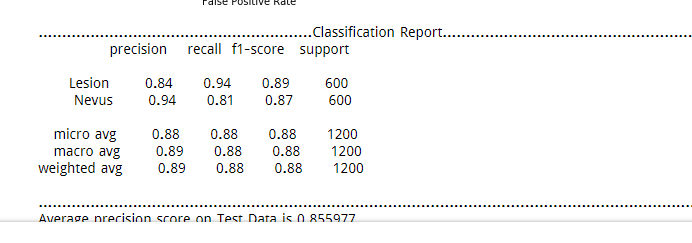 False Positive Rate
.................................................................Classification Report.................................................................
precision recall f1-score support
Lesion 0.84 0.94 0.89 600
Nevus 0.94 0.81 0.87 600
micro avg 0.88 0.88 0.88 1200
macro avg 0.89 0.88 0.88 1200
weighted avg 0.89 0.88 0.88 1200
....................................................................................................................................................................
Average precision score on Test Data is 0.855977